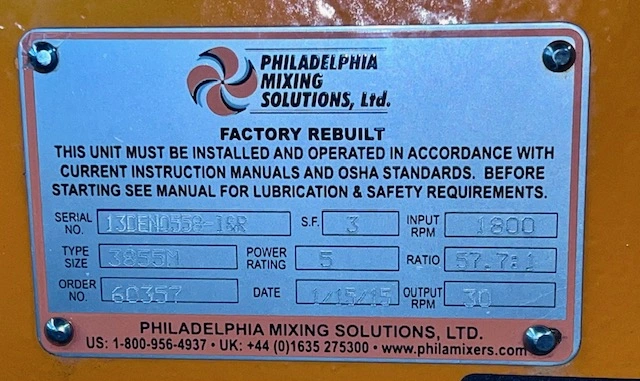 PHILADELPHIA
MIXING
SOLUTIONS, Ltd.
FACTORY REBUILT
THIS UNIT MUST BE INSTALLED AND OPERATED IN ACCORDANCE WITH
CURRENT INSTRUCTION MANUALS AND OSHA STANDARDS. BEFORE
STARTING SEE MANUAL FOR LUBRICATION & SAFETY REQUIREMENTS.
SERIAL NO. S.F. 3 INPUT RPM 1800
TYPE SIZE 3855M POWER RATING 5 RATIO 57.7:1
ORDER NO. 60357 DATE 1/15/15 OUTPUT RPM 30
PHILADELPHIA MIXING SOLUTIONS, LTD.
US: 1-800-956-4937 • UK: +44 (0)1635 275300 • www.philamixers.com